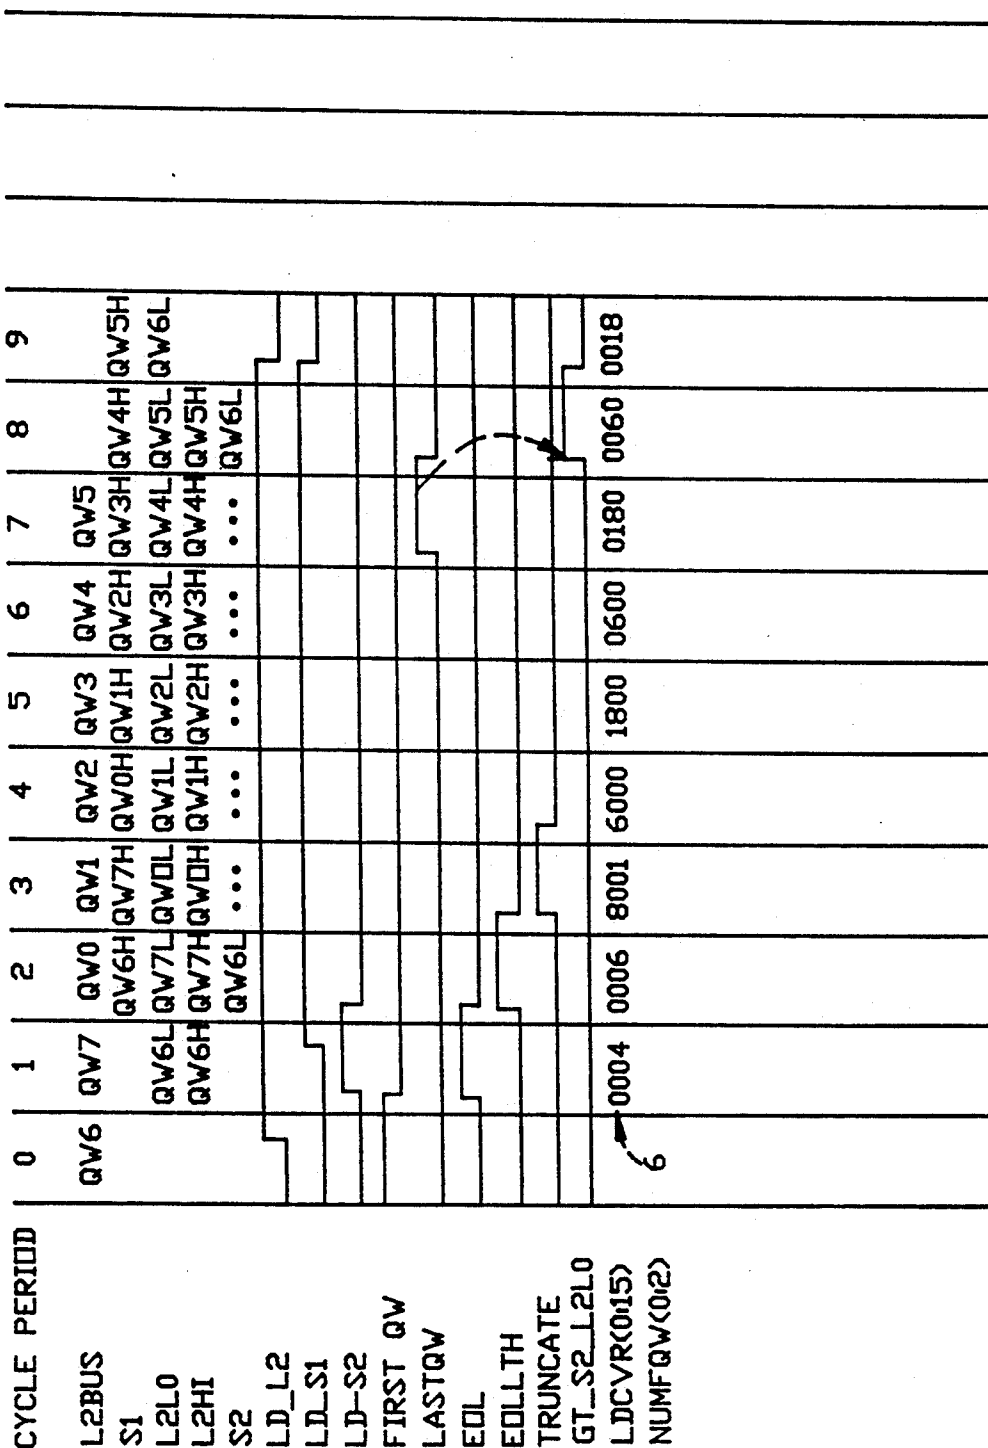 CYCLE PERIOD 0 1 2 3 4 5 6 7 8 9
L2BUS QW6 QW7 QW0 QW1 QW2 QW3 QW4 QW5
S1 QW6H QW7H QW0H QW1H QW2H QW3H QW4H QW5H
L2LO QW6L QW7L QW0L QW1L QW2L QW3L QW4L QW5L QW6L
L2HI QW6H QW7H QW0H QW1H QW2H QW3H QW4H QW5H
S2 QW6L ... ... ... ... ... QW6L
LD_L2
LD_S1
LD-S2
FIRST QW
LASTQW
EOL
EOLLTH
TRUNCATE
GT_S2_L2LO
LDCVR(0:15) 0004 0006 8001 6000 1800 0600 0180 0060 0018
NUMFQW(0:2) 6